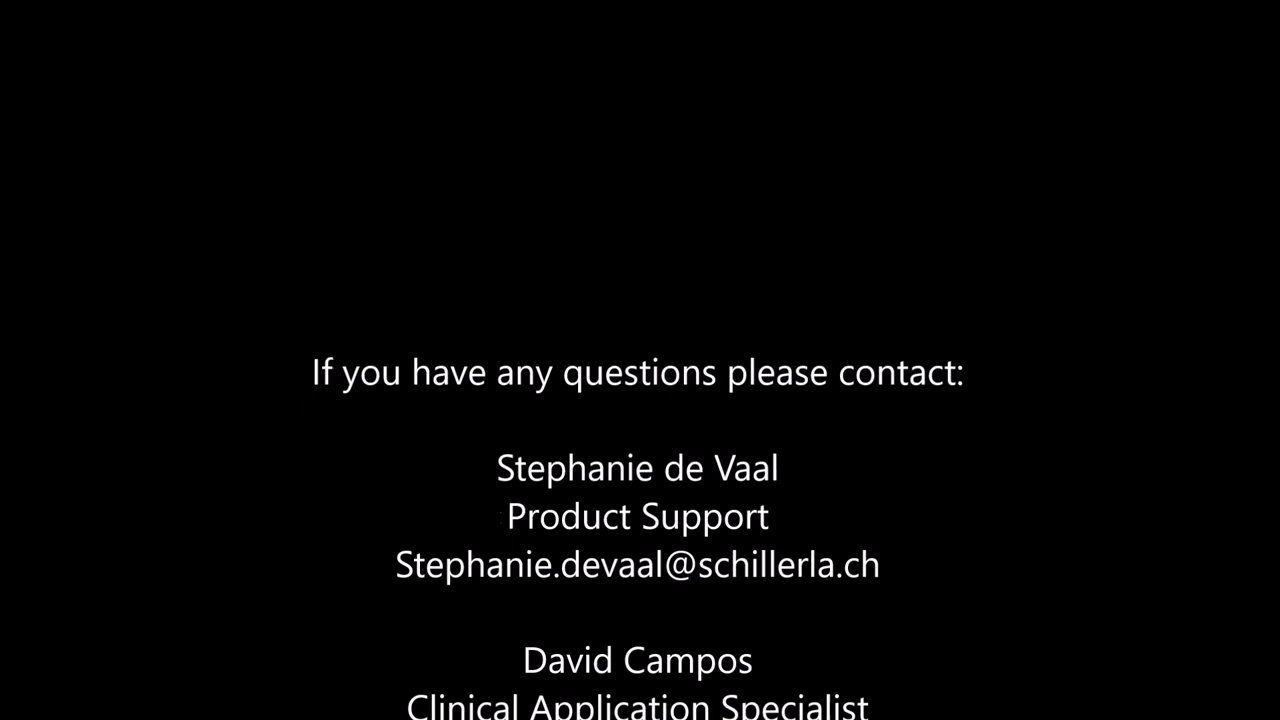 If you have any questions please contact:
Stephanie de Vaal
Product Support
Stephanie.devaal@schillerla.ch
David Campos
Clinical Application Specialist